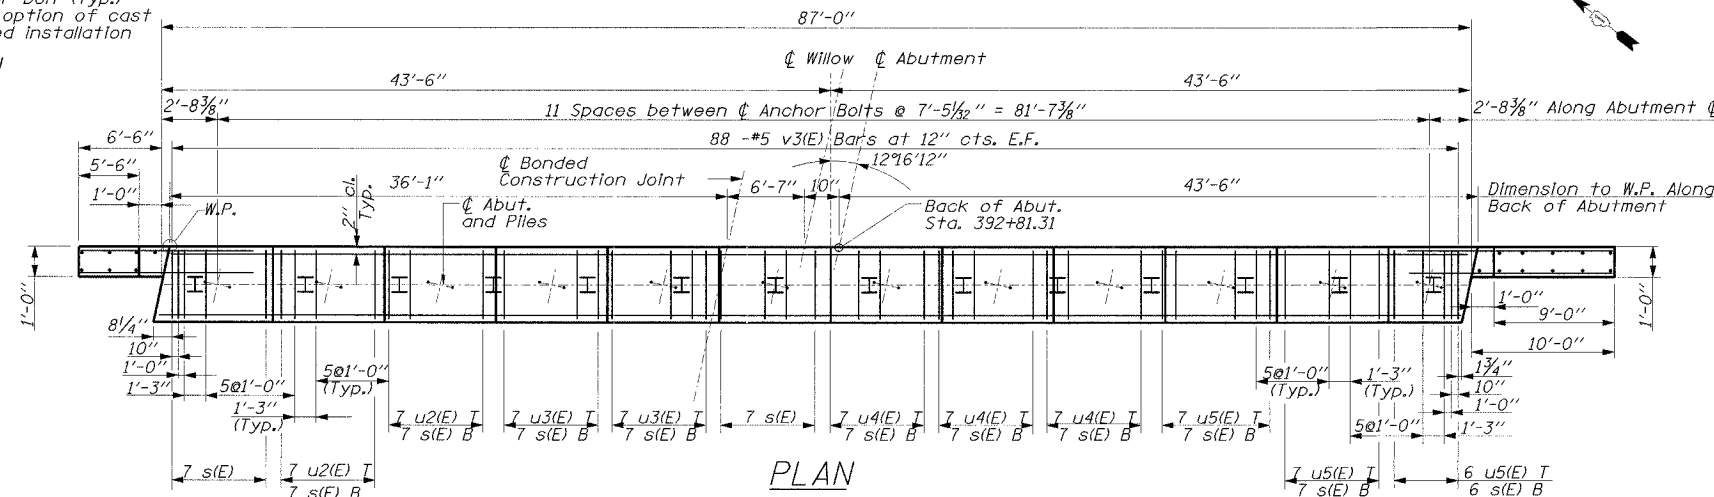 option of cast
ed installation
87'-0"
℄ Willow ℄ Abutment
43'-6" 43'-6"
2'-8⅜" 11 Spaces between ℄ Anchor Bolts @ 7'-5 1/32" = 81'-7⅜" 2'-8⅜" Along Abutment ℄
6'-6" 88 -#5 v3(E) Bars at 12" cts. E.F.
5'-6" ℄ Bonded 12°16'12"
Construction Joint
1'-0" 36'-1" 2" cl. Typ. 6'-7" 10" 43'-6" Dimension to W.P. Along
Back of Abutment
W.P. ℄ Abut. Back of Abut.
and Piles Sta. 392+81.31
1'-0" 1'-0"
8¼" 1'-0" 9'-0"
10" 10'-0"
1'-0" 5@1'-0" 5@1'-0" 1'-3" 1¾"
1'-3" 5@1'-0" (Typ.) (Typ.) (Typ.) 10"
1'-3" 1'-0"
(Typ.) 5@1'-0" 1'-3"
7 u2(E) T 7 u3(E) T 7 u3(E) T 7 s(E) 7 u4(E) T 7 u4(E) T 7 u4(E) T 7 u5(E) T
7 s(E) B 7 s(E) B 7 s(E) B 7 s(E) B 7 s(E) B 7 s(E) B 7 s(E) B
7 s(E) 7 u2(E) T 7 u5(E) T 6 u5(E) T
7 s(E) B 7 s(E) B 6 s(E) B
PLAN